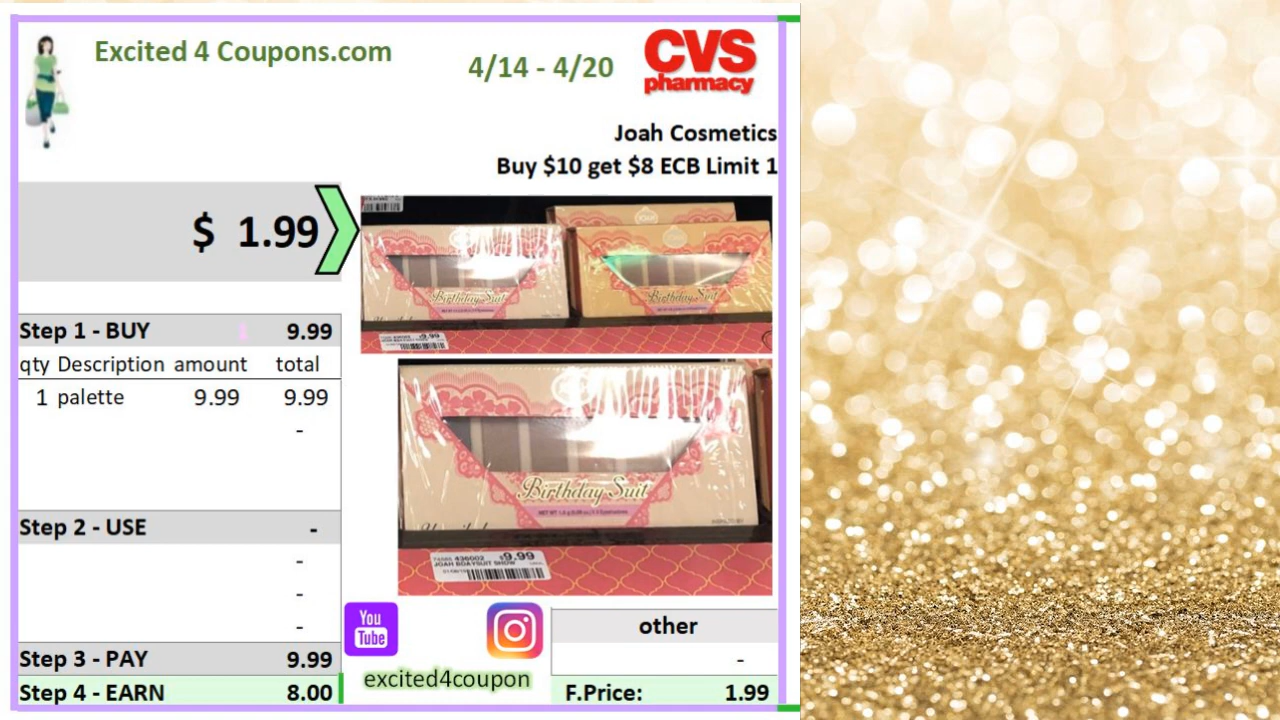 Excited 4 Coupons.com
4/14 - 4/20
CVS
pharmacy
Joah Cosmetics
Buy $10 get $8 ECB Limit 1
$ 1.99
Step 1 - BUY 9.99
qty Description amount total
1 palette 9.99 9.99
-
Step 2 - USE -
-
-
-
Step 3 - PAY 9.99
Step 4 - EARN 8.00
Birthday Suit
Birthday Suit
9.99
Birthday Suit
436002 $9.99
JOAH BDAYSUIT SHOW
You
Tube
excited4coupon
other
-
F.Price: 1.99